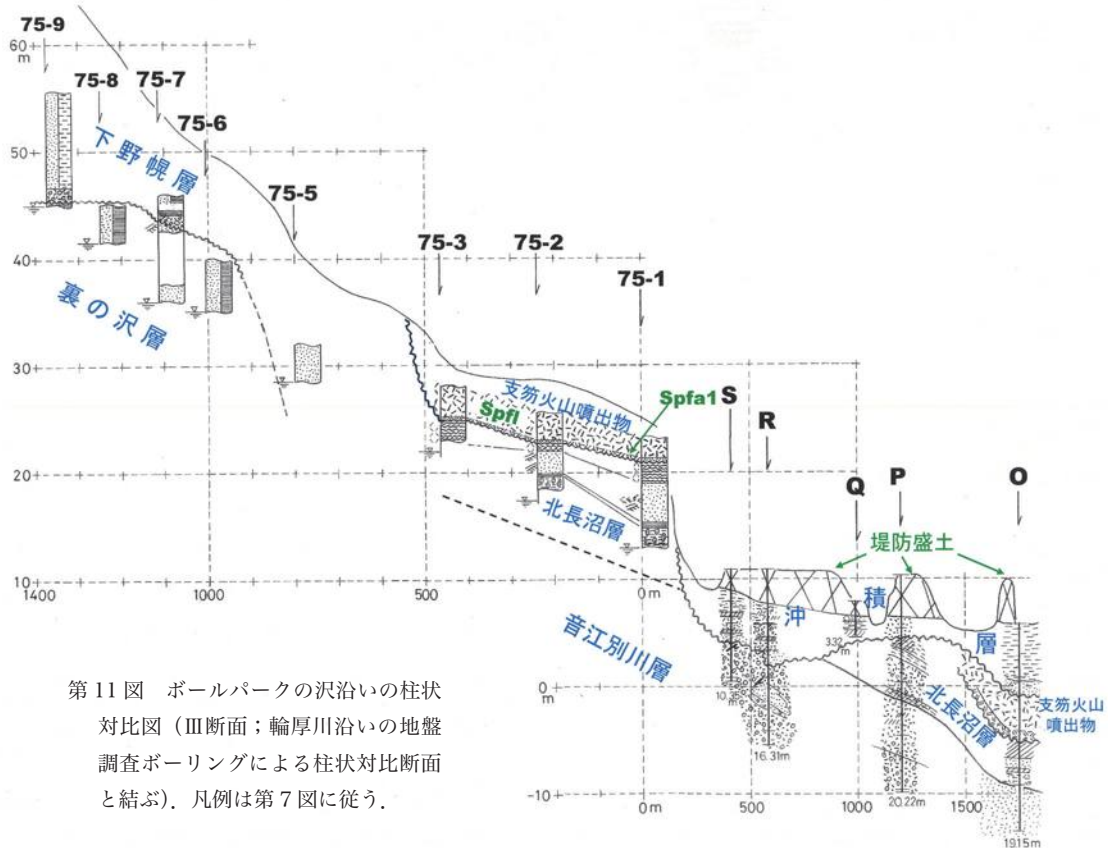 75-9
60
m
75-8
75-7
75-6
下野幌層
50
75-5
75-3
75-2
75-1
40
裏の沢層
30
支笏火山噴出物
Spfl
Spfa1
S
R
20
Q
P
O
北長沼層
堤防盛土
10
1400
1000
500
0m
沖積層
音江別川層
3.32m
0
m
10.35m
16.31m
北長沼層
支笏火山
噴出物
-10
0m
500
1000
20.22m
1500
19.15m
第11図 ボールパークの沢沿いの柱状
対比図(Ⅲ断面;輪厚川沿いの地盤
調査ボーリングによる柱状対比断面
と結ぶ).凡例は第7図に従う.